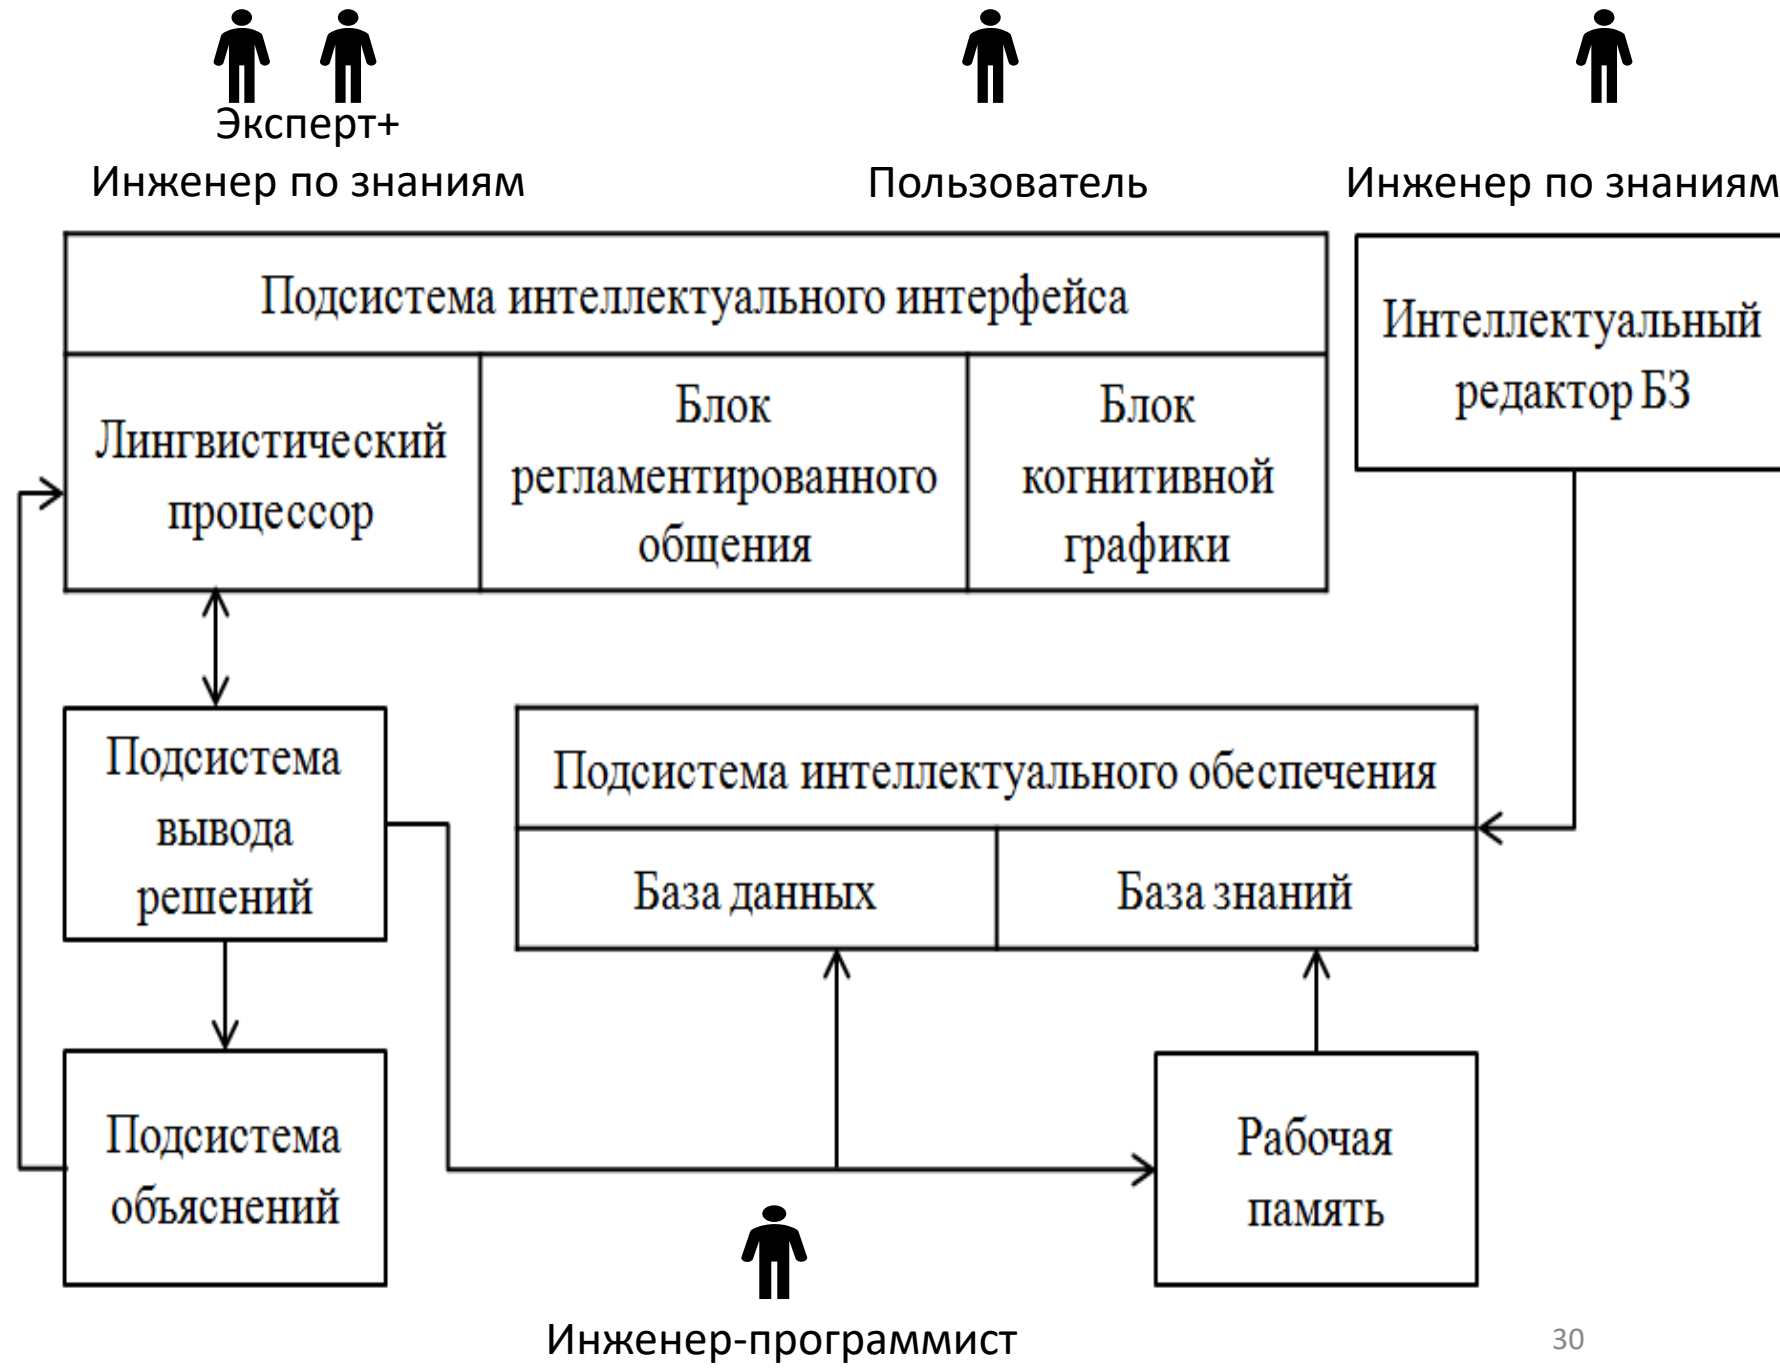 Эксперт+
Инженер по знаниям
Пользователь
Инженер по знаниям
Подсистема интеллектуального интерфейса
Лингвистический
процессор
Блок
регламентированного
общения
Блок
когнитивной
графики
Интеллектуальный
редактор БЗ
Подсистема
вывода
решений
Подсистема интеллектуального обеспечения
База данных
База знаний
Подсистема
объяснений
Рабочая
память
Инженер-программист
30